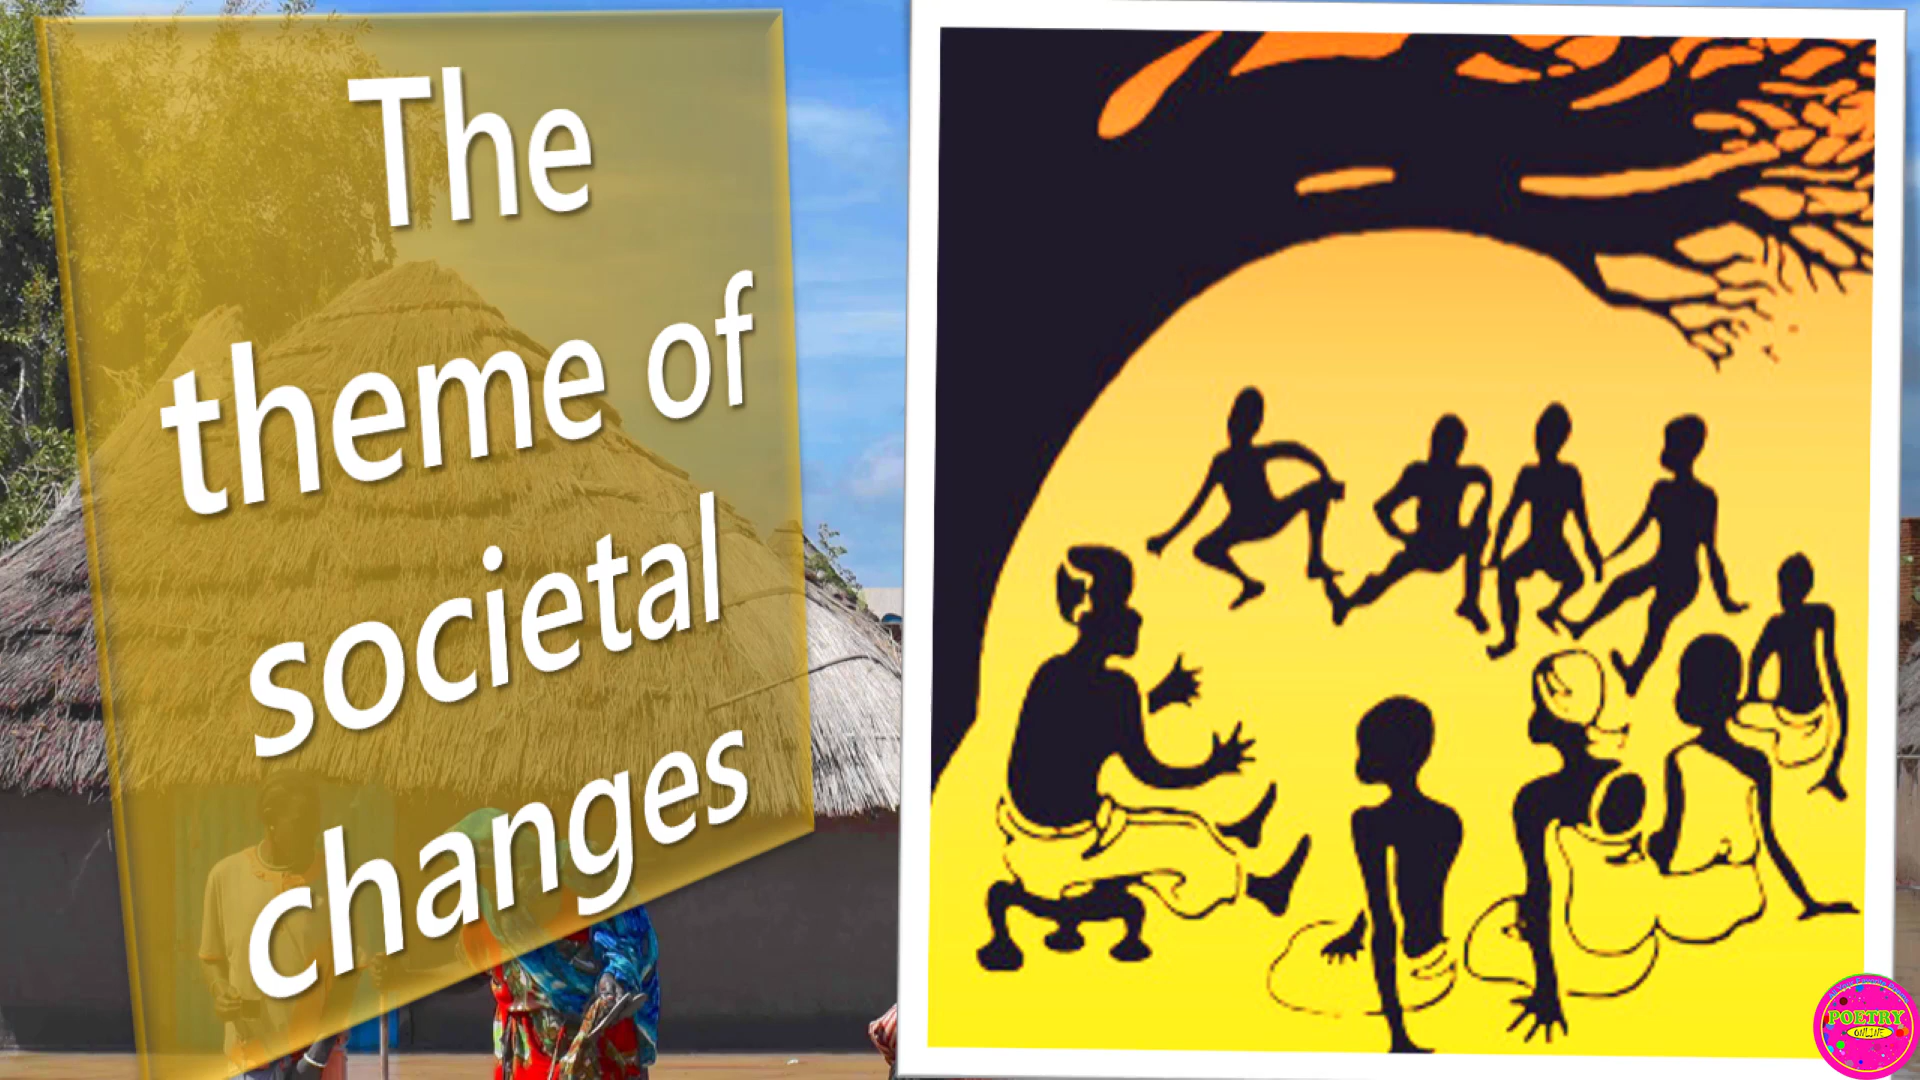 The
theme of
societal
changes
POETRY
ONLINE